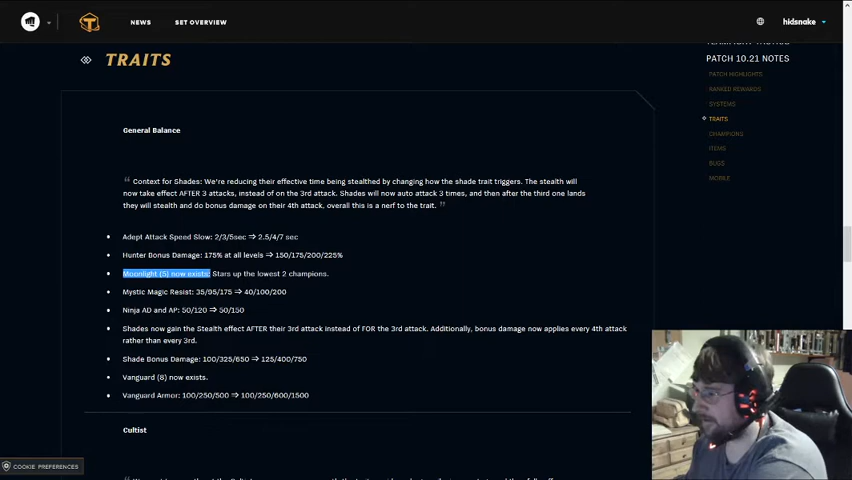 NEWS
SET OVERVIEW
hidsnake
PATCH 10.21 NOTES
PATCH HIGHLIGHTS
RANKED REWARDS
SYSTEMS
TRAITS
CHAMPIONS
ITEMS
BUGS
MOBILE
TRAITS
General Balance
Context for Shades: We're reducing their effective time being stealthed by changing how the shade trait triggers. The stealth will
now take effect AFTER 3 attacks, instead of on the 3rd attack. Shades will now auto attack 3 times, and then after the third one lands
they will stealth and do bonus damage on their 4th attack, overall this is a nerf to the trait.
Adept Attack Speed Slow: 2/3/5sec ⇒ 2.5/4/7 sec
Hunter Bonus Damage: 175% at all levels ⇒ 150/175/200/225%
Moonlight (5) now exists: Stars up the lowest 2 champions.
Mystic Magic Resist: 35/95/175 ⇒ 40/100/200
Ninja AD and AP: 50/120 ⇒ 50/150
Shades now gain the Stealth effect AFTER their 3rd attack instead of FOR the 3rd attack. Additionally, bonus damage now applies every 4th attack
rather than every 3rd.
Shade Bonus Damage: 100/325/650 ⇒ 125/400/750
Vanguard (8) now exists.
Vanguard Armor: 100/250/500 ⇒ 100/250/600/1500
Cultist
COOKIE PREFERENCES